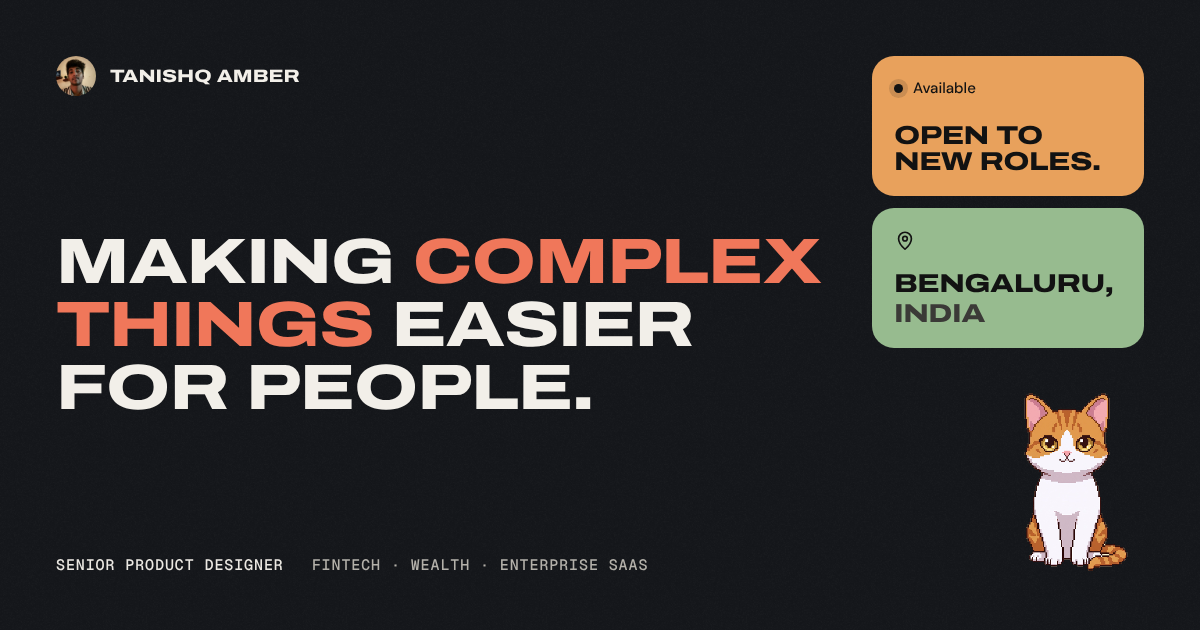 TANISHQ AMBER
MAKING COMPLEX
THINGS EASIER
FOR PEOPLE.
SENIOR PRODUCT DESIGNER FINTECH · WEALTH · ENTERPRISE SAAS
Available
OPEN TO
NEW ROLES.
BENGALURU,
INDIA